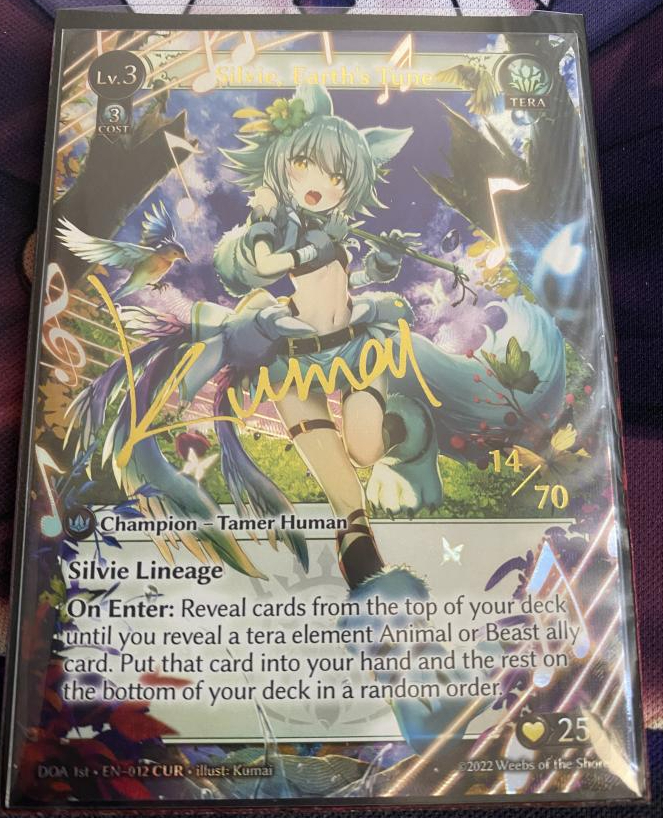 Lv.3
Silvie, Earth's Tune
TERA
3
COST
Kumai
14/70
Champion – Tamer Human
Silvie Lineage
On Enter: Reveal cards from the top of your deck
until you reveal a tera element Animal or Beast ally
card. Put that card into your hand and the rest on
the bottom of your deck in a random order.
25
DOA 1st • EN-012 CUR • illust: Kumai
©2022 Weebs of the Shore